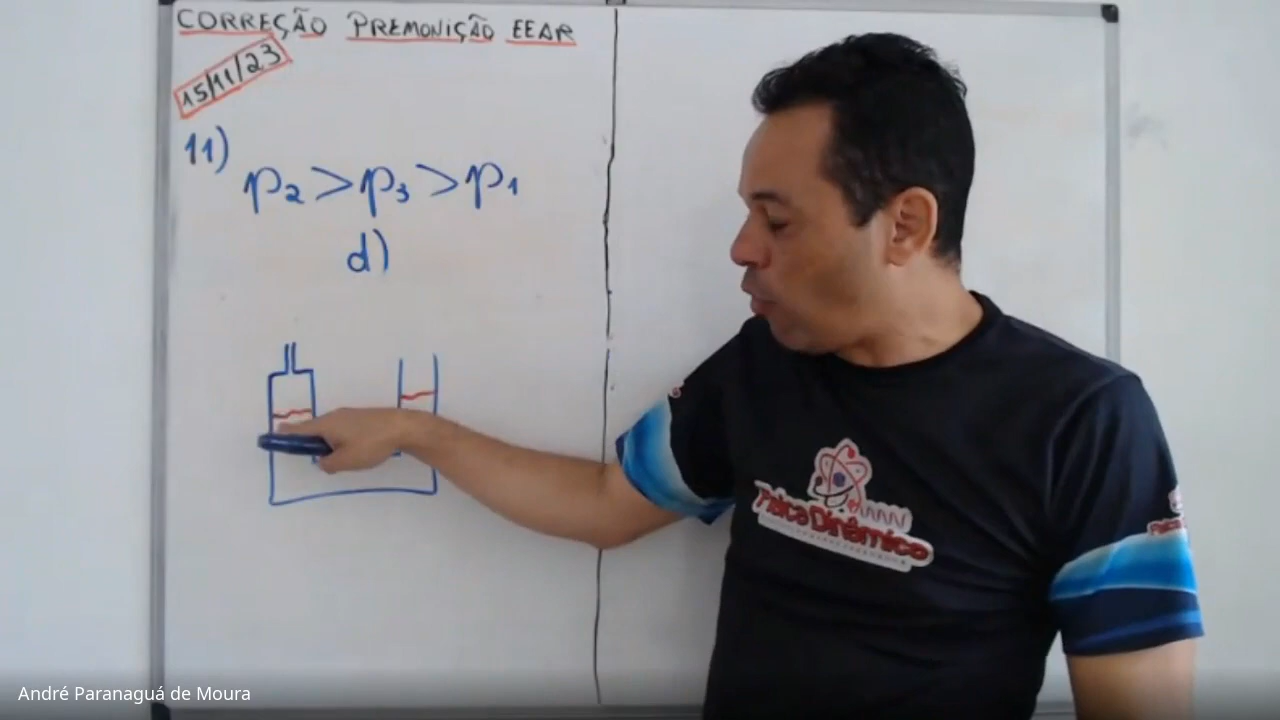 CORREÇÃO PREMONIÇÃO EEAR
15/11/23
11)
p₂ > p₃ > p₁
d)
Física Dinâmica
André Paranaguá de Moura